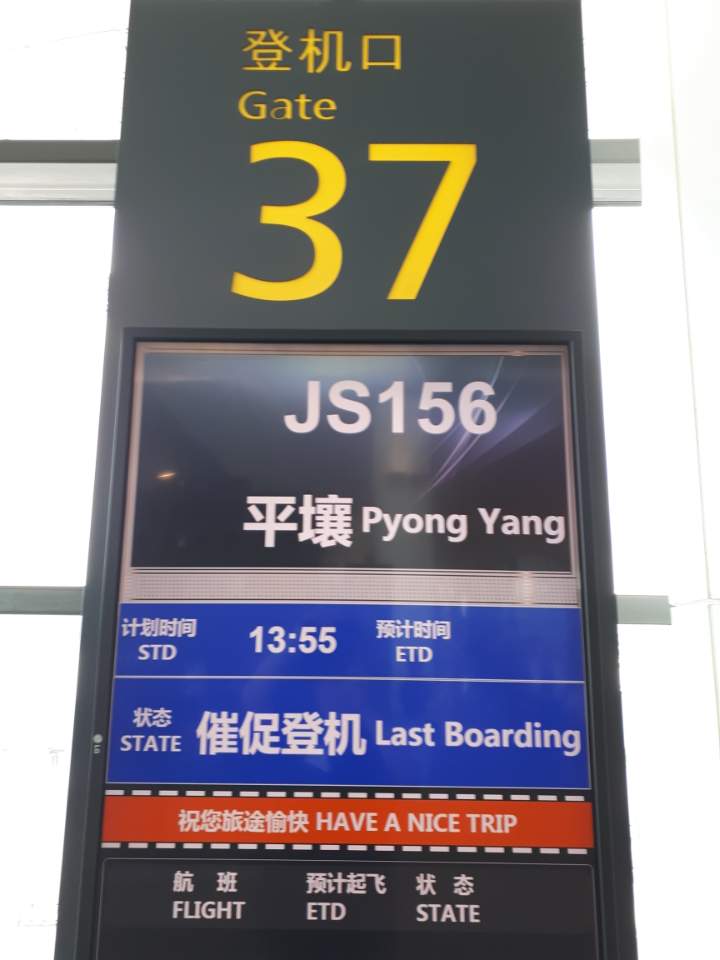 登机口
Gate
37
JS156
平壤 Pyong Yang
计划时间 13:55 预计时间
STD ETD
状态 催促登机 Last Boarding
STATE
祝您旅途愉快 HAVE A NICE TRIP
航 班 预计起飞 状 态
FLIGHT ETD STATE
LG